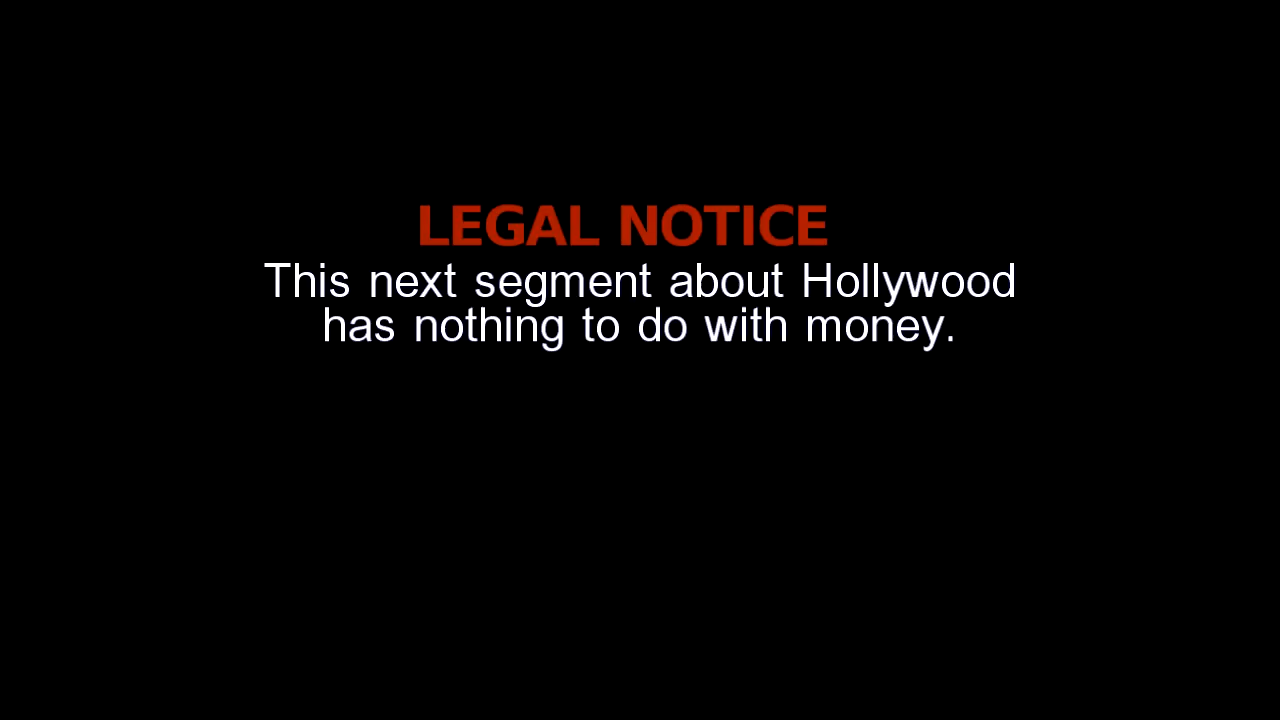 LEGAL NOTICE
This next segment about Hollywood
has nothing to do with money.